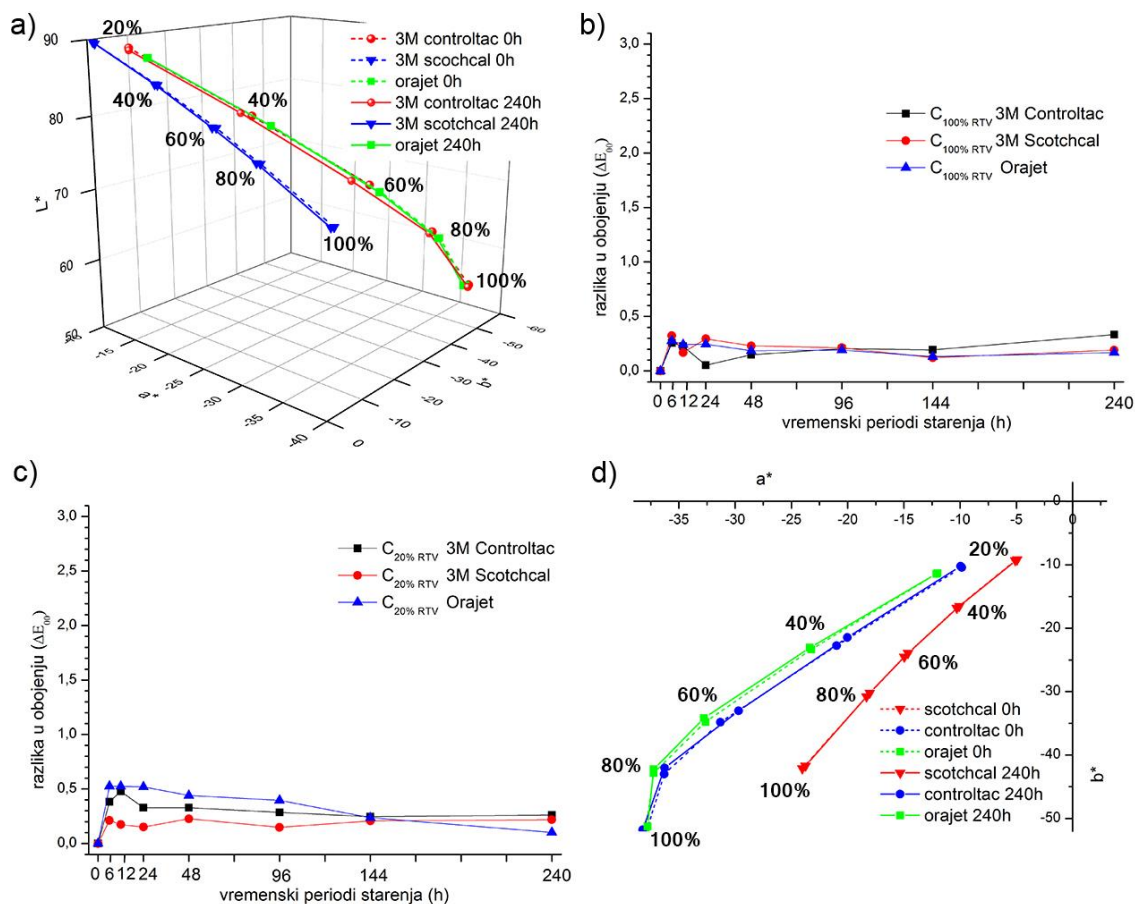 a)
20%
40%
60%
80%
100%
40%
60%
80%
100%
3M controltac 0h
3M scochcal 0h
orajet 0h
3M controltac 240h
3M scotchcal 240h
orajet 240h
90
80
70
60
L*
-15
-20
-25
-30
-35
-40
a*
0
-10
-20
-30
-40
-50
-60
b*
b)
3,0
2,5
2,0
1,5
1,0
0,5
0,0
razlika u obojenju (ΔE00)
C100% RTV 3M Controltac
C100% RTV 3M Scotchcal
C100% RTV Orajet
0 6 12 24 48 96 144 240
vremenski periodi starenja (h)
c)
3,0
2,5
2,0
1,5
1,0
0,5
0,0
razlika u obojenju (ΔE00)
C20% RTV 3M Controltac
C20% RTV 3M Scotchcal
C20% RTV Orajet
0 6 12 24 48 96 144 240
vremenski periodi starenja (h)
d)
a*
-35 -30 -25 -20 -15 -10 -5 0
0
-10
-20
-30
-40
-50
b*
20%
40%
40%
60%
60%
80%
80%
100%
100%
scotchcal 0h
controltac 0h
orajet 0h
scotchcal 240h
controltac 240h
orajet 240h